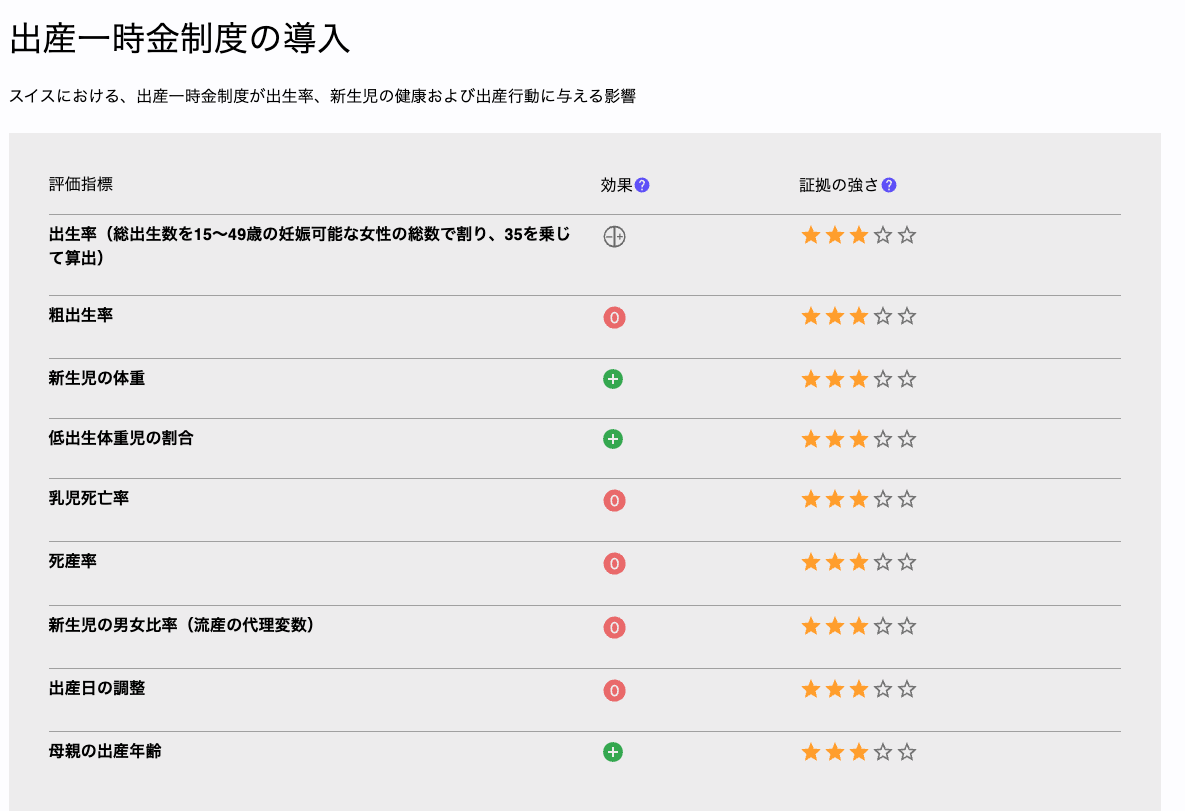 出産一時金制度の導入
スイスにおける、出産一時金制度が出生率、新生児の健康および出産行動に与える影響
評価指標 効果? 証拠の強さ?
出生率（総出生数を15〜49歳の妊娠可能な女性の総数で割り、35を乗じ
て算出）
粗出生率 0
新生児の体重 +
低出生体重児の割合 +
乳児死亡率 0
死産率 0
新生児の男女比率（流産の代理変数） 0
出産日の調整 0
母親の出産年齢 +